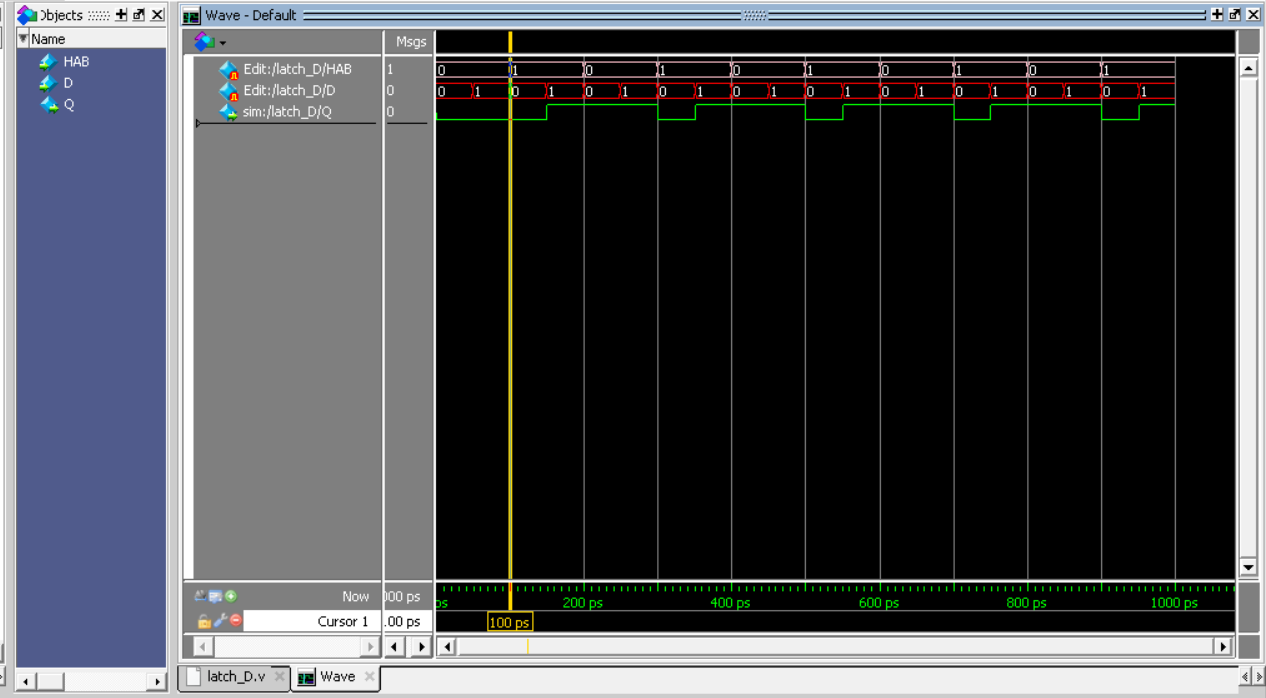 Objects
Wave - Default
Name
Msgs
HAB
D
Q
Edit:/latch_D/HAB 1 0 1 0 1 0 1 0 1 0 1
Edit:/latch_D/D 0 0 1 0 1 0 1 0 1 0 1 0 1 0 1 0 1 0 1 0 1
sim:/latch_D/Q 0
Now 000 ps
ps 200 ps 400 ps 600 ps 800 ps 1000 ps
Cursor 1 .00 ps 100 ps
latch_D.v Wave